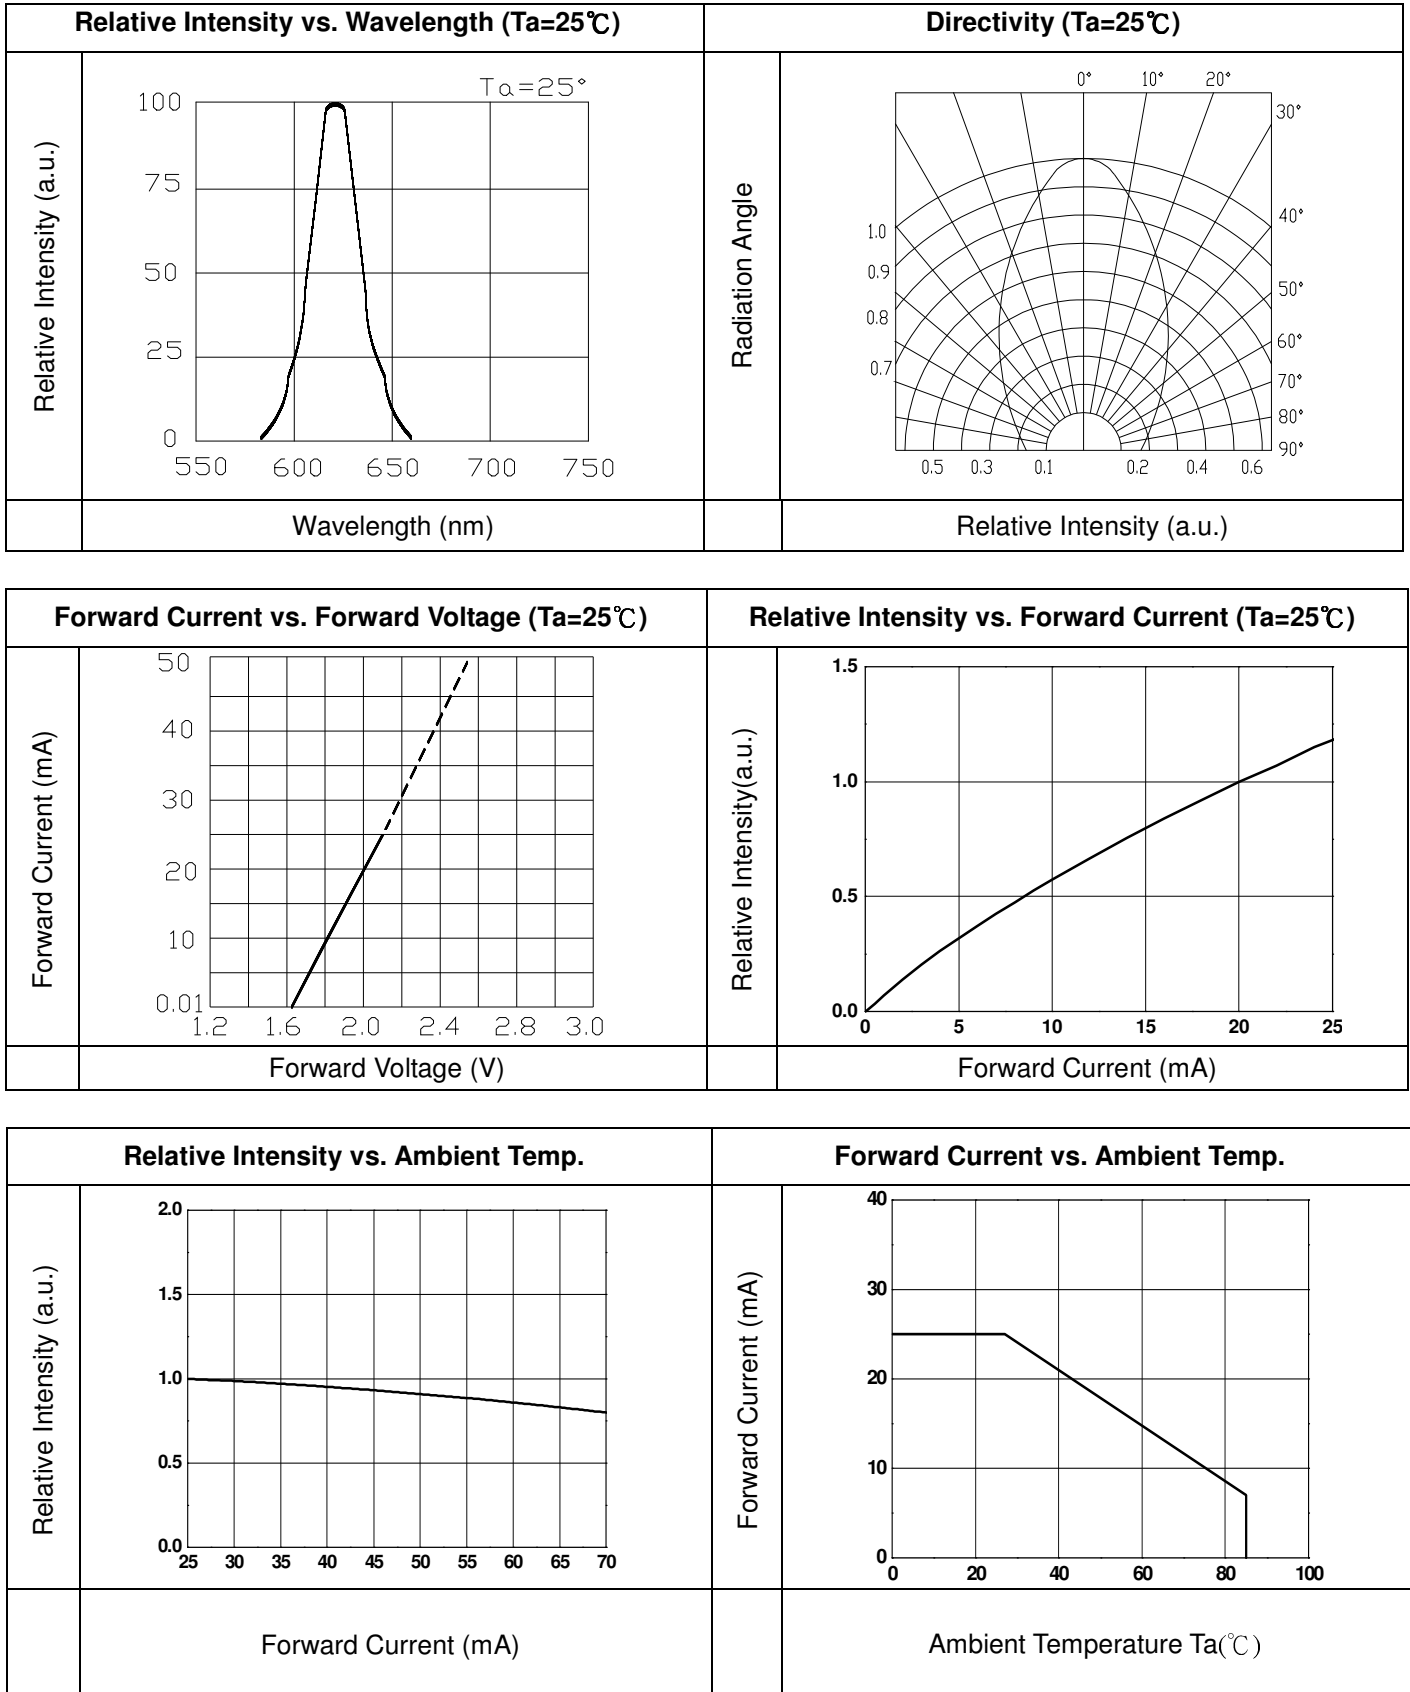 Relative Intensity vs. Wavelength (Ta=25℃)
Directivity (Ta=25℃)
Relative Intensity (a.u.)
Ta=25°
100
75
50
25
0
550 600 650 700 750
Wavelength (nm)
Radiation Angle
0° 10° 20°
30°
40°
50°
60°
70°
80°
90°
1.0
0.9
0.8
0.7
0.5 0.3 0.1 0.2 0.4 0.6
Relative Intensity (a.u.)
Forward Current vs. Forward Voltage (Ta=25℃)
Relative Intensity vs. Forward Current (Ta=25℃)
Forward Current (mA)
50
40
30
20
10
0.01
1.2 1.6 2.0 2.4 2.8 3.0
Forward Voltage (V)
Relative Intensity(a.u.)
1.5
1.0
0.5
0.0
0 5 10 15 20 25
Forward Current (mA)
Relative Intensity vs. Ambient Temp.
Forward Current vs. Ambient Temp.
Relative Intensity (a.u.)
2.0
1.5
1.0
0.5
0.0
25 30 35 40 45 50 55 60 65 70
Forward Current (mA)
Forward Current (mA)
40
30
20
10
0
0 20 40 60 80 100
Ambient Temperature Ta(℃)